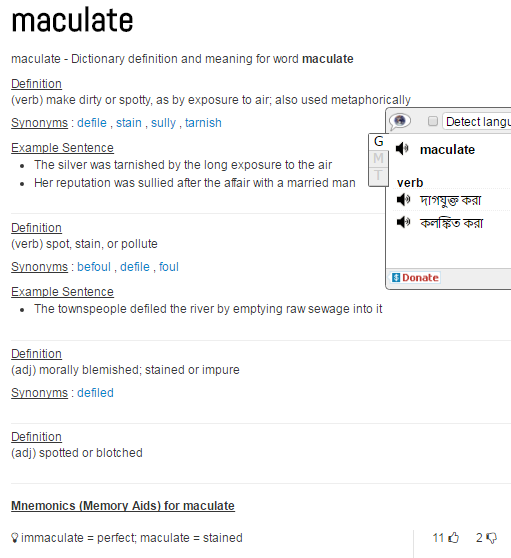 maculate
maculate - Dictionary definition and meaning for word maculate
Definition
(verb) make dirty or spotty, as by exposure to air; also used metaphorically
Synonyms : defile , stain , sully , tarnish
Example Sentence
The silver was tarnished by the long exposure to the air
Her reputation was sullied after the affair with a married man
Detect langu
G
M
T
maculate
verb
দাগযুক্ত করা
কলঙ্কিত করা
Donate
Definition
(verb) spot, stain, or pollute
Synonyms : befoul , defile , foul
Example Sentence
The townspeople defiled the river by emptying raw sewage into it
Definition
(adj) morally blemished; stained or impure
Synonyms : defiled
Definition
(adj) spotted or blotched
Mnemonics (Memory Aids) for maculate
immaculate = perfect; maculate = stained
11 2